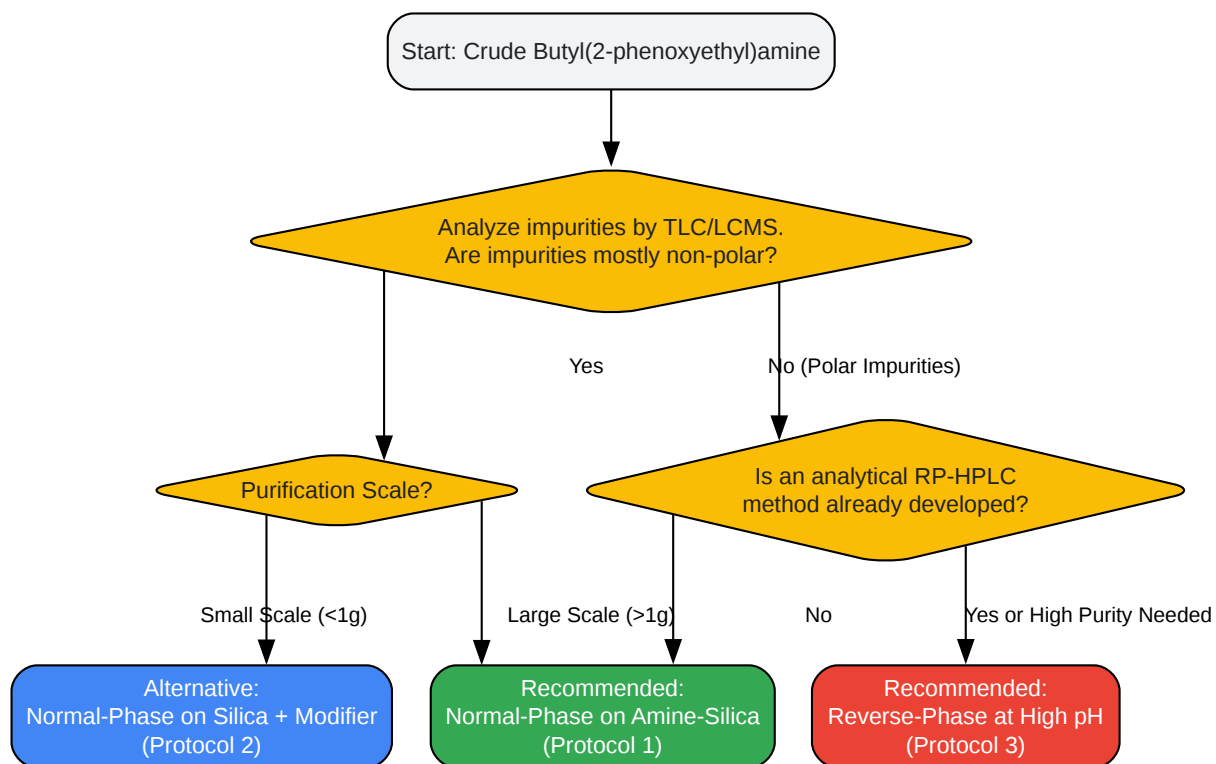 Start: Crude Butyl(2-phenoxyethyl)amine
Analyze impurities by TLC/LCMS.
Are impurities mostly non-polar?
Yes
No (Polar Impurities)
Purification Scale?
Is an analytical RP-HPLC
method already developed?
Small Scale (<1g)
Large Scale (>1g)
No
Yes or High Purity Needed
Alternative:
Normal-Phase on Silica + Modifier
(Protocol 2)
Recommended:
Normal-Phase on Amine-Silica
(Protocol 1)
Recommended:
Reverse-Phase at High pH
(Protocol 3)